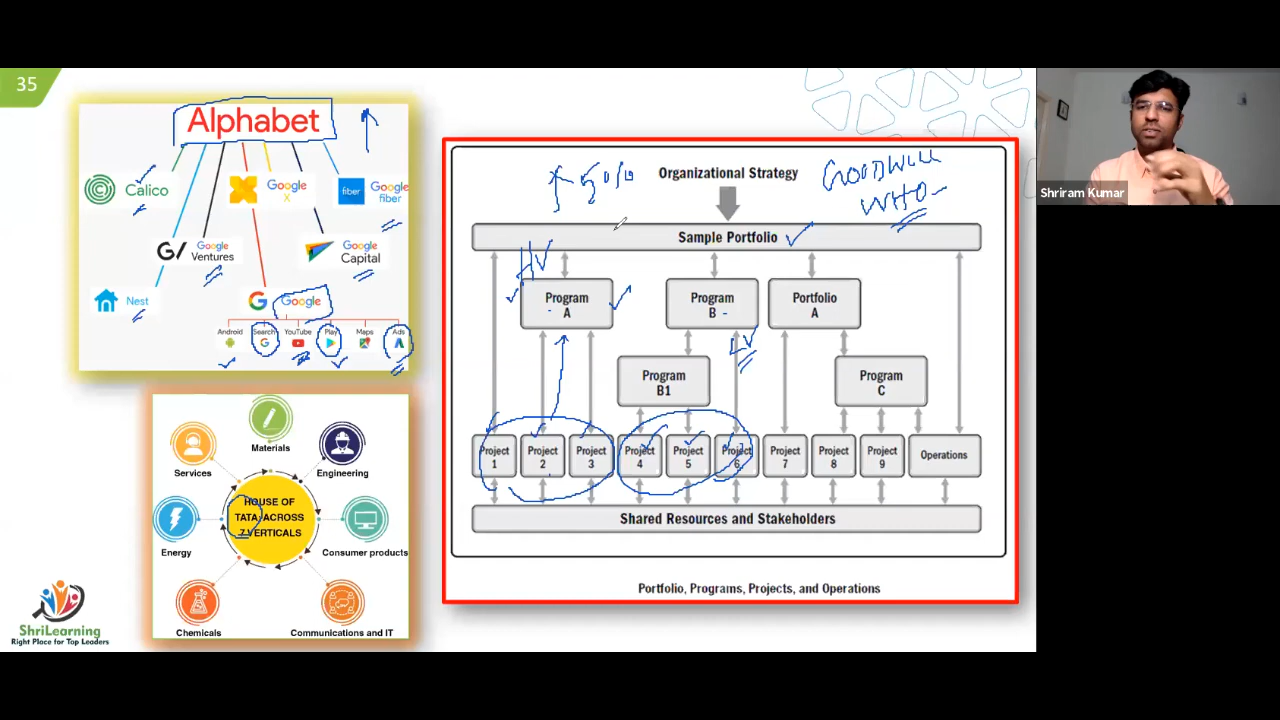 35
Alphabet
Calico
Google
X
fiber
Google
fiber
G/
Google
Ventures
Google
Capital
Nest
G
Google
Android
Search
YouTube
Play
Maps
Ads
G
Materials
Services
Engineering
HOUSE OF
TATA ACROSS
7 VERTICALS
Energy
Consumer products
Chemicals
Communications and IT
ShriLearning
Right Place for Top Leaders
50%
Organizational Strategy
GOODWILL
WHO
Sample Portfolio
HV
Program
A
Program
B
Portfolio
A
LV
Program
B1
Program
C
Project
1
Project
2
Project
3
Project
4
Project
5
Project
6
Project
7
Project
8
Project
9
Operations
Shared Resources and Stakeholders
Portfolio, Programs, Projects, and Operations
Shriram Kumar